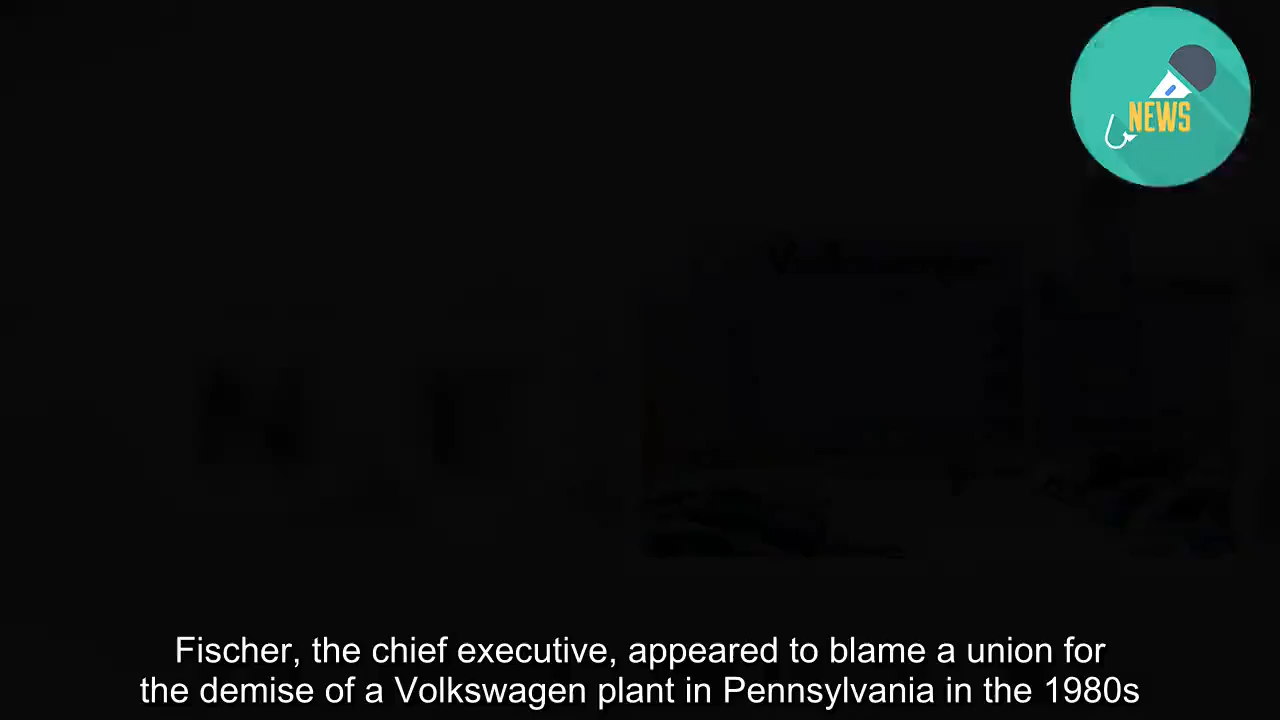 NEWS
Fischer, the chief executive, appeared to blame a union for
the demise of a Volkswagen plant in Pennsylvania in the 1980s